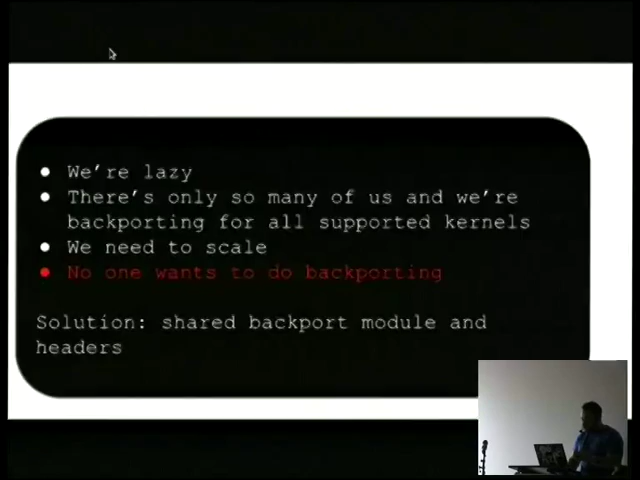 ● We're lazy
● There's only so many of us and we're
backporting for all supported kernels
● We need to scale
● No one wants to do backporting
Solution: shared backport module and
headers